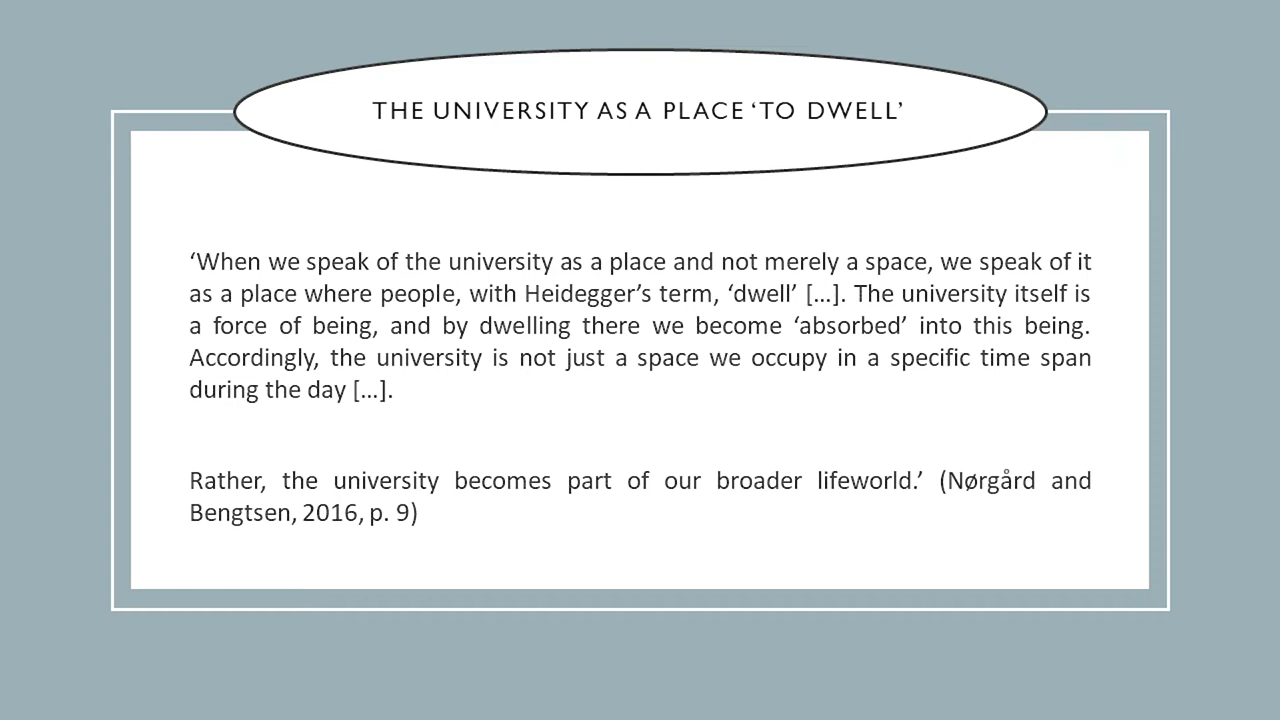 THE UNIVERSITY AS A PLACE ‘TO DWELL’
‘When we speak of the university as a place and not merely a space, we speak of it
as a place where people, with Heidegger’s term, ‘dwell’ […]. The university itself is
a force of being, and by dwelling there we become ‘absorbed’ into this being.
Accordingly, the university is not just a space we occupy in a specific time span
during the day […].
Rather, the university becomes part of our broader lifeworld.’ (Nørgård and
Bengtsen, 2016, p. 9)